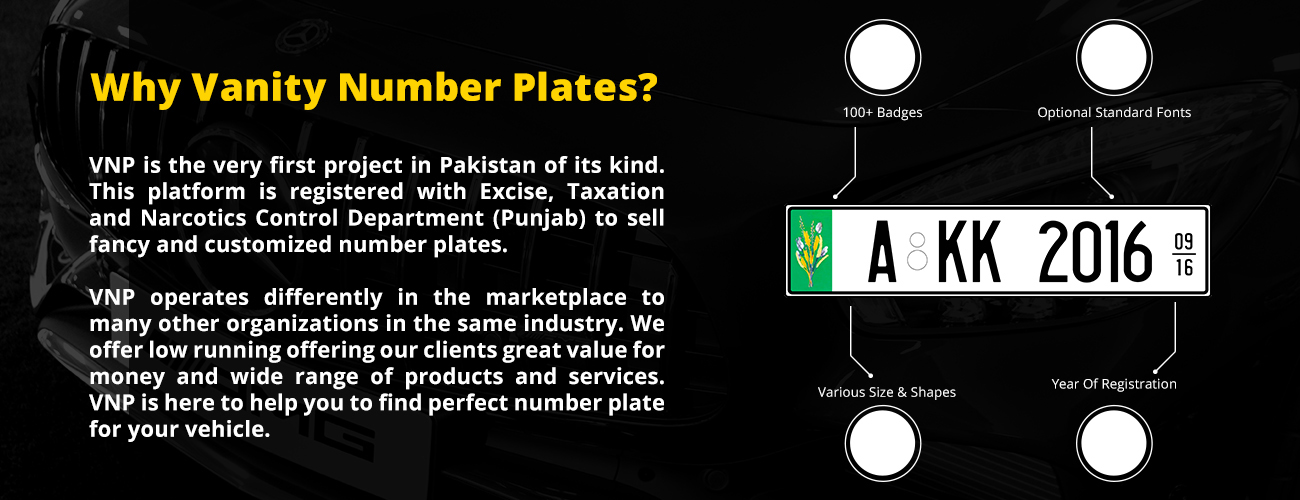 Why Vanity Number Plates?
VNP is the very first project in Pakistan of its kind.
This platform is registered with Excise, Taxation
and Narcotics Control Department (Punjab) to sell
fancy and customized number plates.
VNP operates differently in the marketplace to
many other organizations in the same industry. We
offer low running offering our clients great value for
money and wide range of products and services.
VNP is here to help you to find perfect number plate
for your vehicle.
100+ Badges
Optional Standard Fonts
A KK 2016
09
16
Various Size & Shapes
Year Of Registration